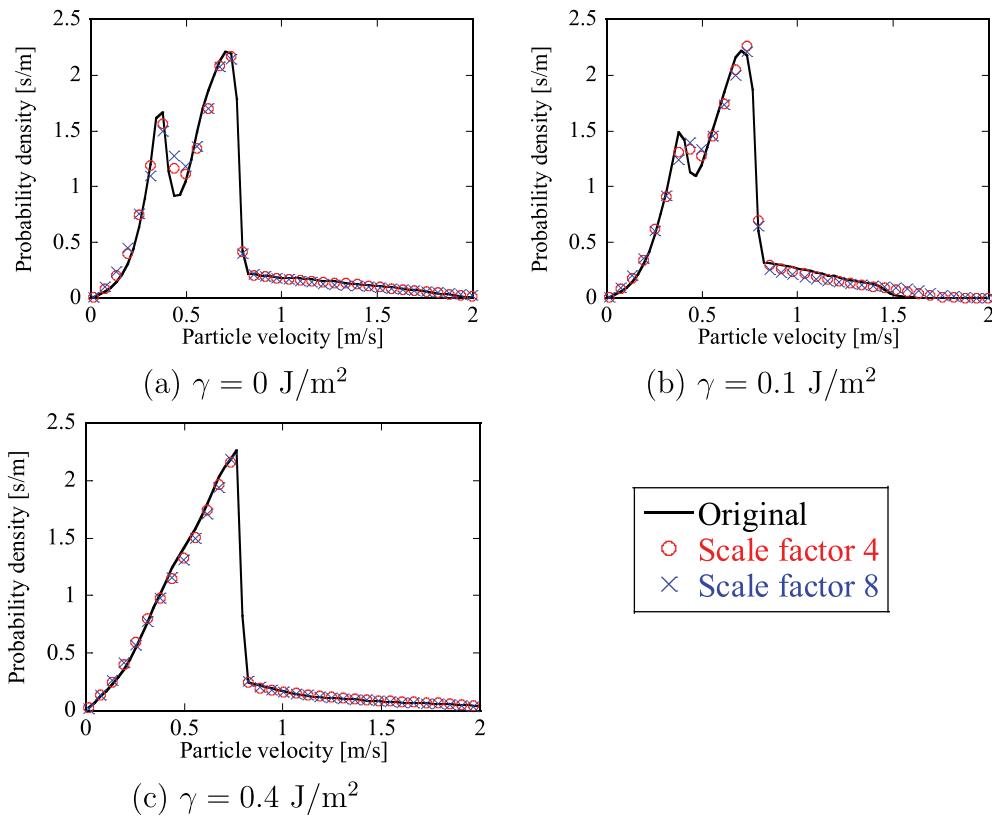 2.5
2
1.5
1
0.5
0
Probability density [s/m]
0 0.5 1 1.5 2
Particle velocity [m/s]
(a) γ = 0 J/m²
2.5
2
1.5
1
0.5
0
Probability density [s/m]
0 0.5 1 1.5 2
Particle velocity [m/s]
(b) γ = 0.1 J/m²
2.5
2
1.5
1
0.5
0
Probability density [s/m]
0 0.5 1 1.5 2
Particle velocity [m/s]
(c) γ = 0.4 J/m²
Original
Scale factor 4
Scale factor 8